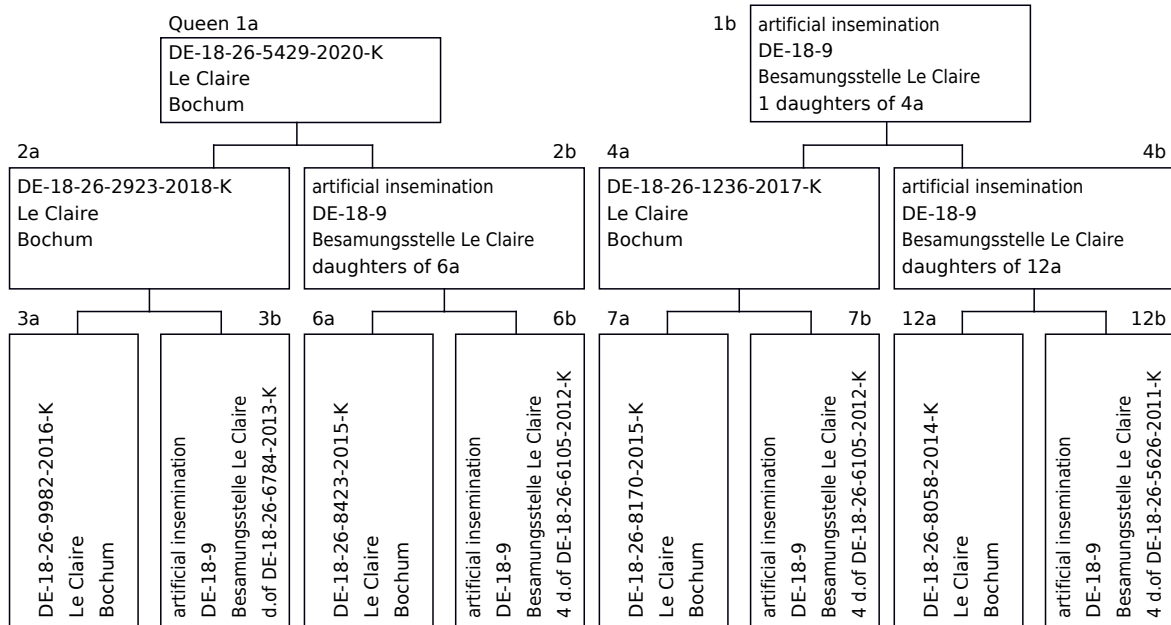 Queen 1a
DE-18-26-5429-2020-K
Le Claire
Bochum
1b
artificial insemination
DE-18-9
Besamungsstelle Le Claire
1 daughters of 4a
2a
DE-18-26-2923-2018-K
Le Claire
Bochum
2b
artificial insemination
DE-18-9
Besamungsstelle Le Claire
daughters of 6a
4a
DE-18-26-1236-2017-K
Le Claire
Bochum
4b
artificial insemination
DE-18-9
Besamungsstelle Le Claire
daughters of 12a
3a
DE-18-26-9982-2016-K
Le Claire
Bochum
3b
artificial insemination
DE-18-9
Besamungsstelle Le Claire
d.of DE-18-26-6784-2013-K
6a
DE-18-26-8423-2015-K
Le Claire
Bochum
6b
artificial insemination
DE-18-9
Besamungsstelle Le Claire
4 d.of DE-18-26-6105-2012-K
7a
DE-18-26-8170-2015-K
Le Claire
Bochum
7b
artificial insemination
DE-18-9
Besamungsstelle Le Claire
4 d.of DE-18-26-6105-2012-K
12a
DE-18-26-8058-2014-K
Le Claire
Bochum
12b
artificial insemination
DE-18-9
Besamungsstelle Le Claire
4 d.of DE-18-26-5626-2011-K